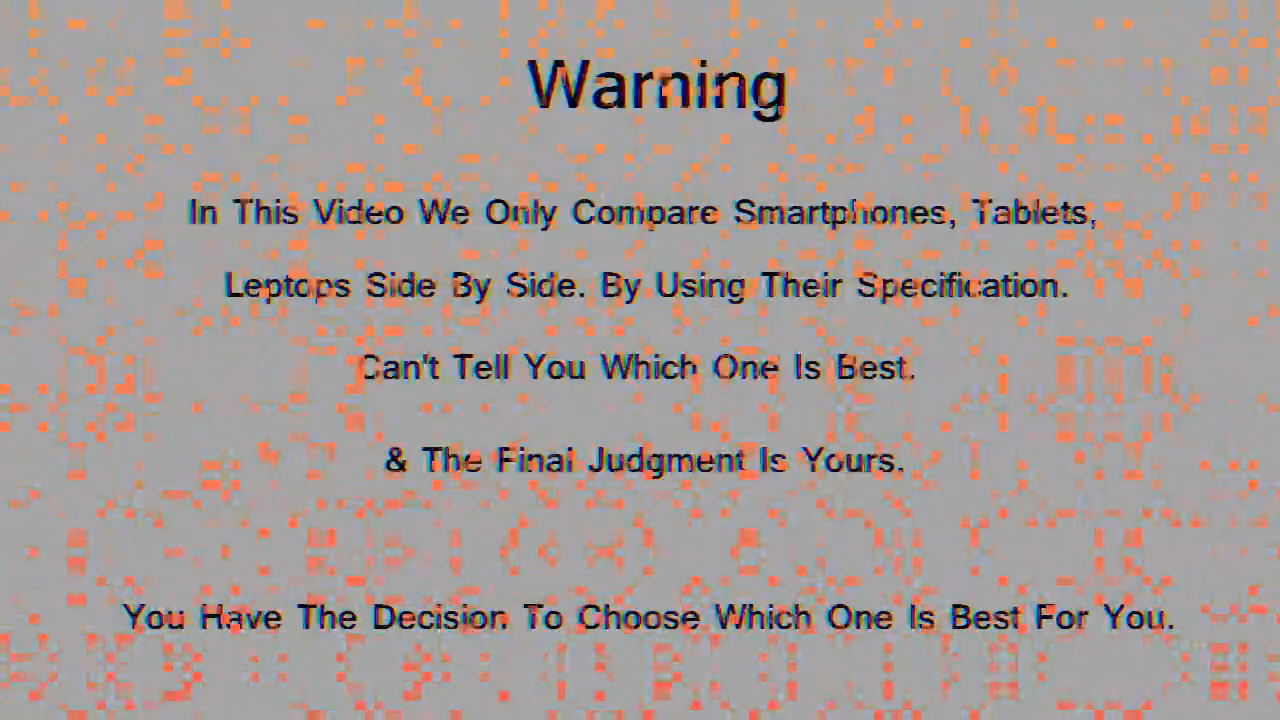 Warning
In This Video We Only Compare Smartphones, Tablets,
Leptops Side By Side. By Using Their Specification.
Can't Tell You Which One Is Best.
& The Final Judgment Is Yours.
You Have The Decision To Choose Which One Is Best For You.